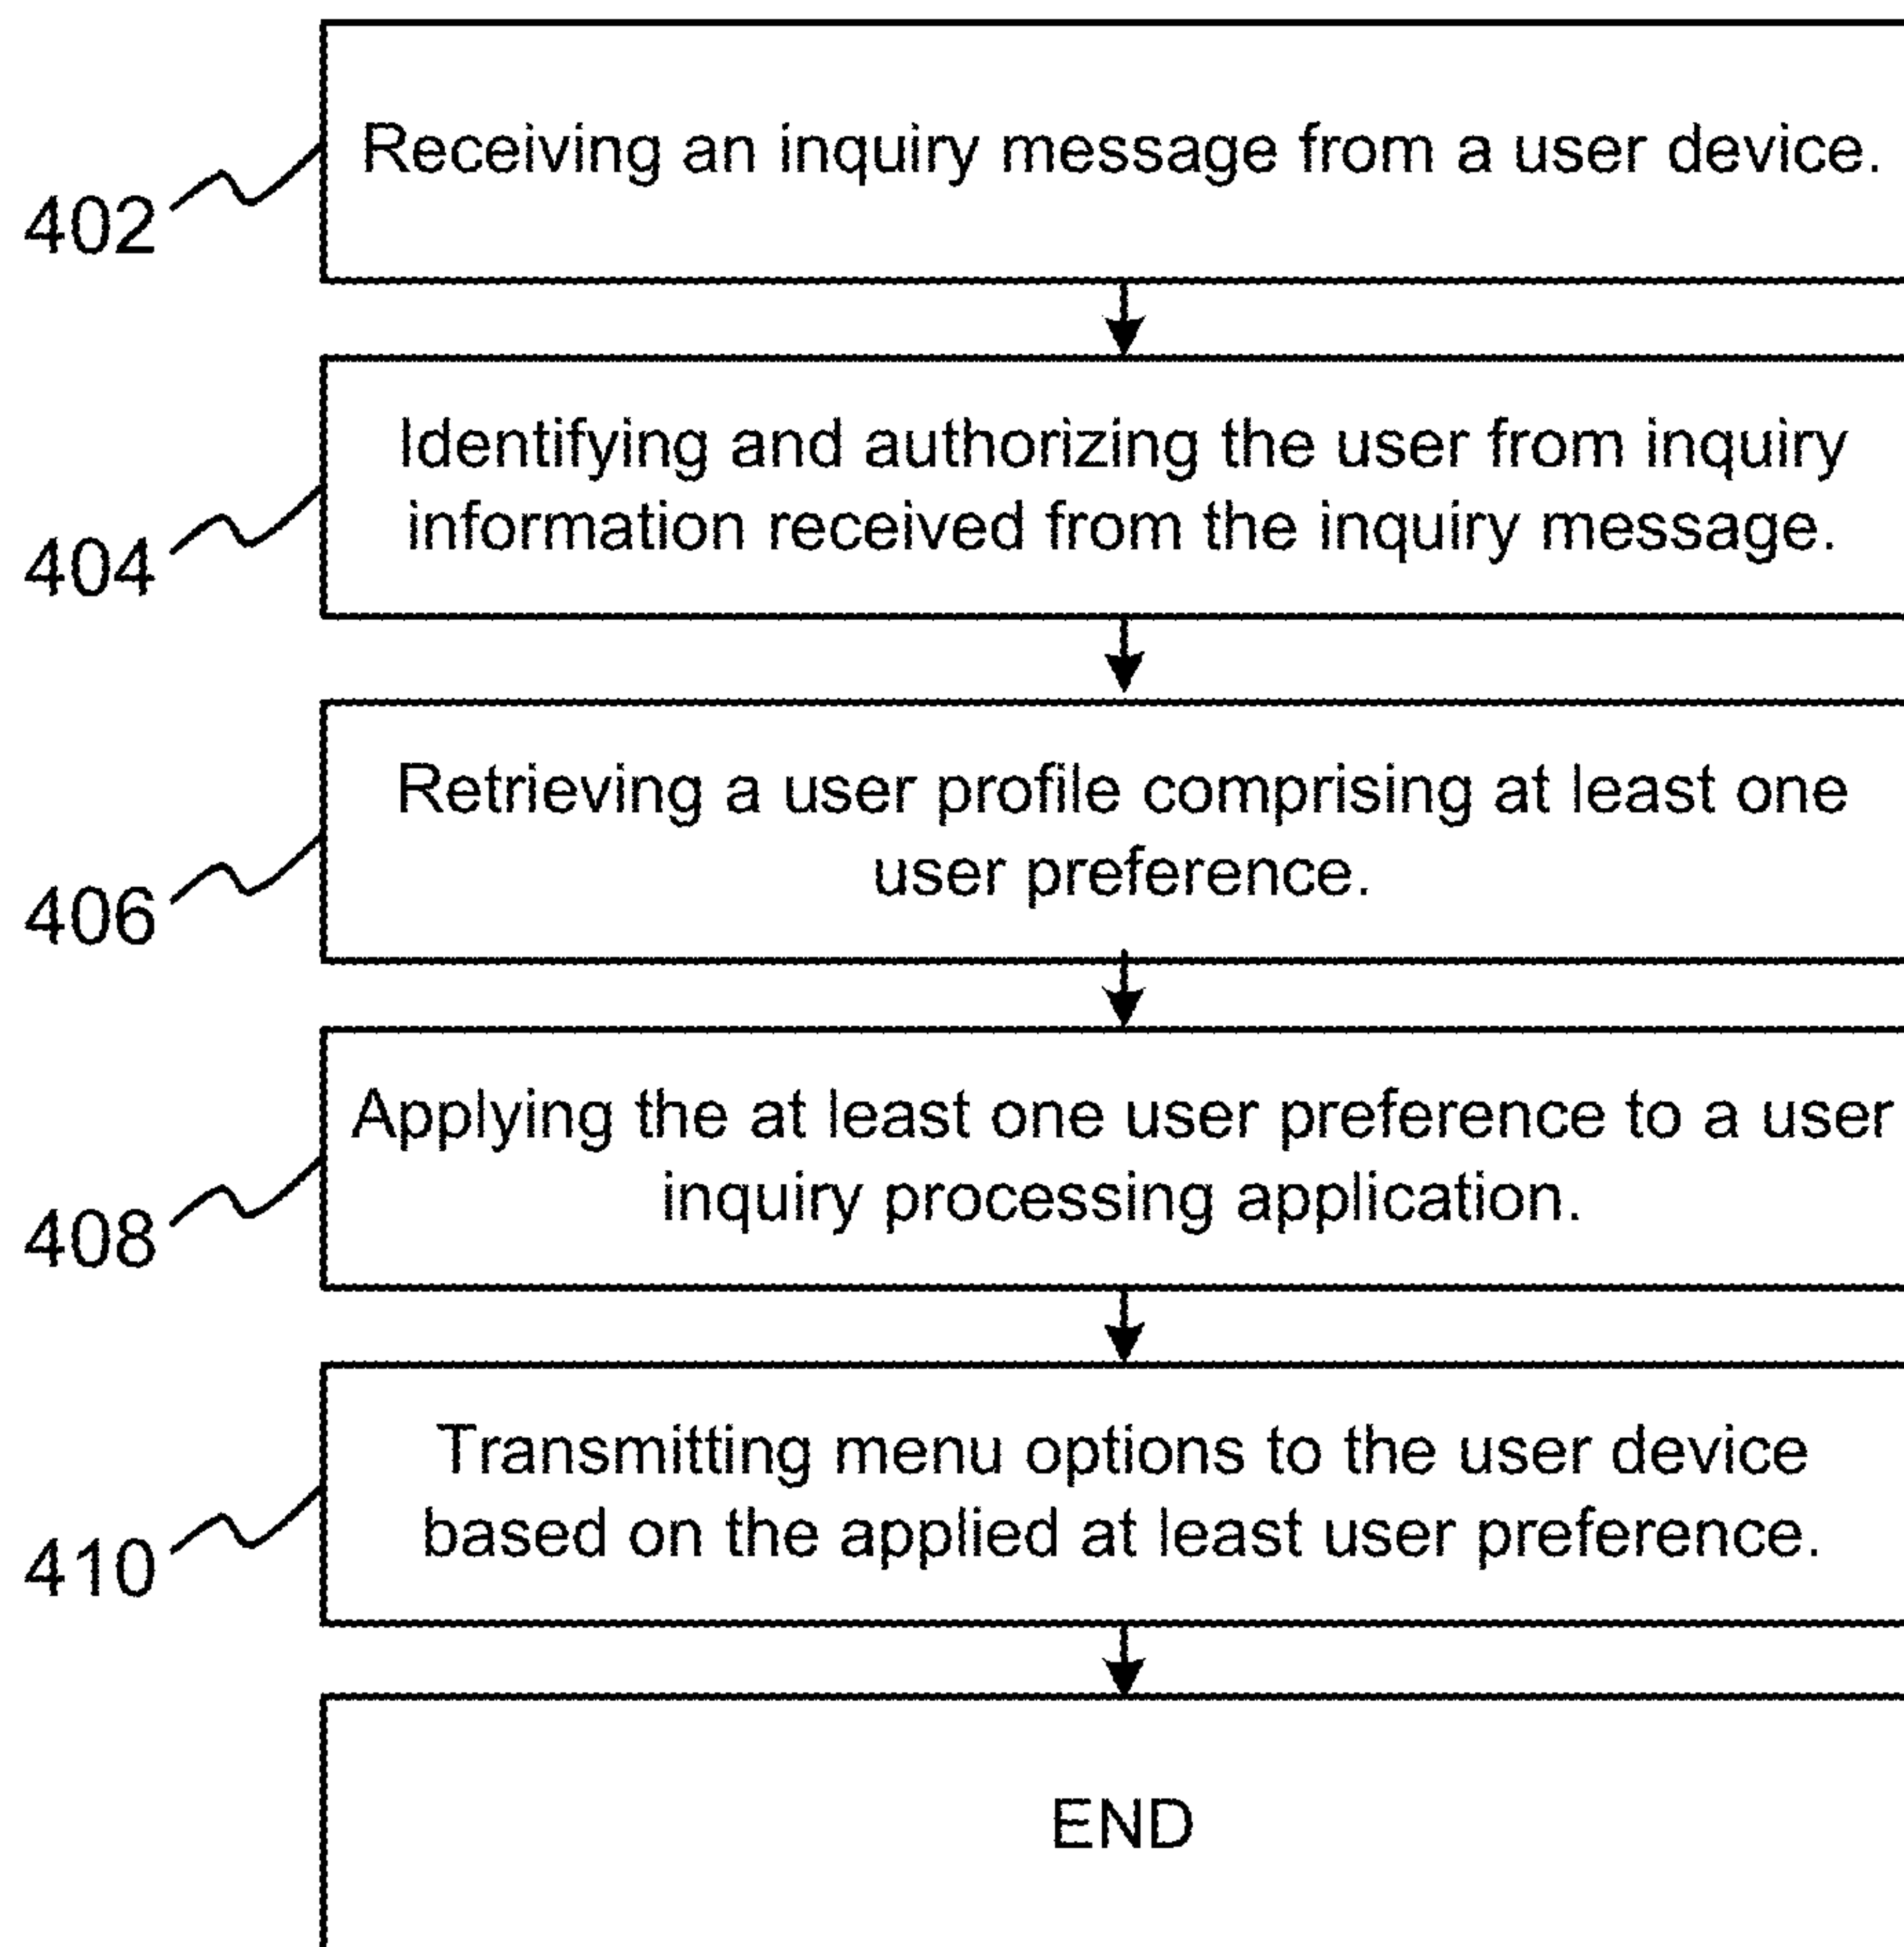 402
Receiving an inquiry message from a user device.
404
Identifying and authorizing the user from inquiry
information received from the inquiry message.
406
Retrieving a user profile comprising at least one
user preference.
408
Applying the at least one user preference to a user
inquiry processing application.
410
Transmitting menu options to the user device
based on the applied at least user preference.
END